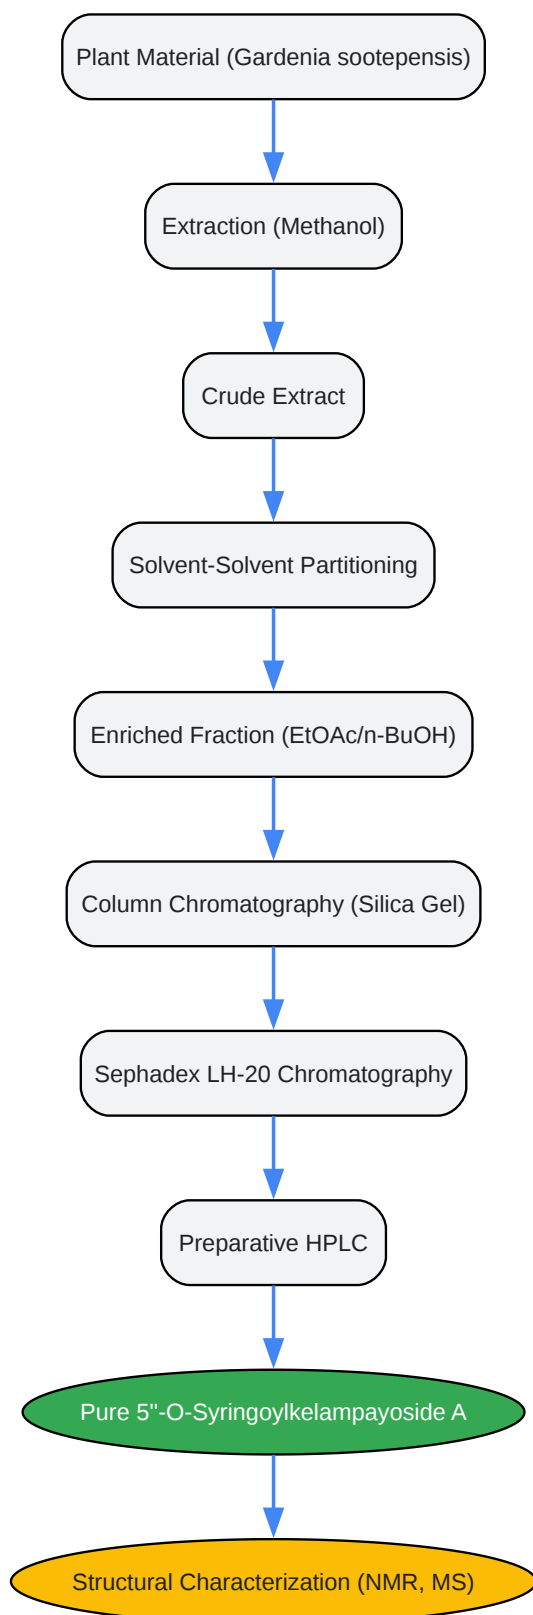 Plant Material (Gardenia sootepensis)
Extraction (Methanol)
Crude Extract
Solvent-Solvent Partitioning
Enriched Fraction (EtOAc/n-BuOH)
Column Chromatography (Silica Gel)
Sephadex LH-20 Chromatography
Preparative HPLC
Pure 5"-O-Syringoylkelampayoside A
Structural Characterization (NMR, MS)